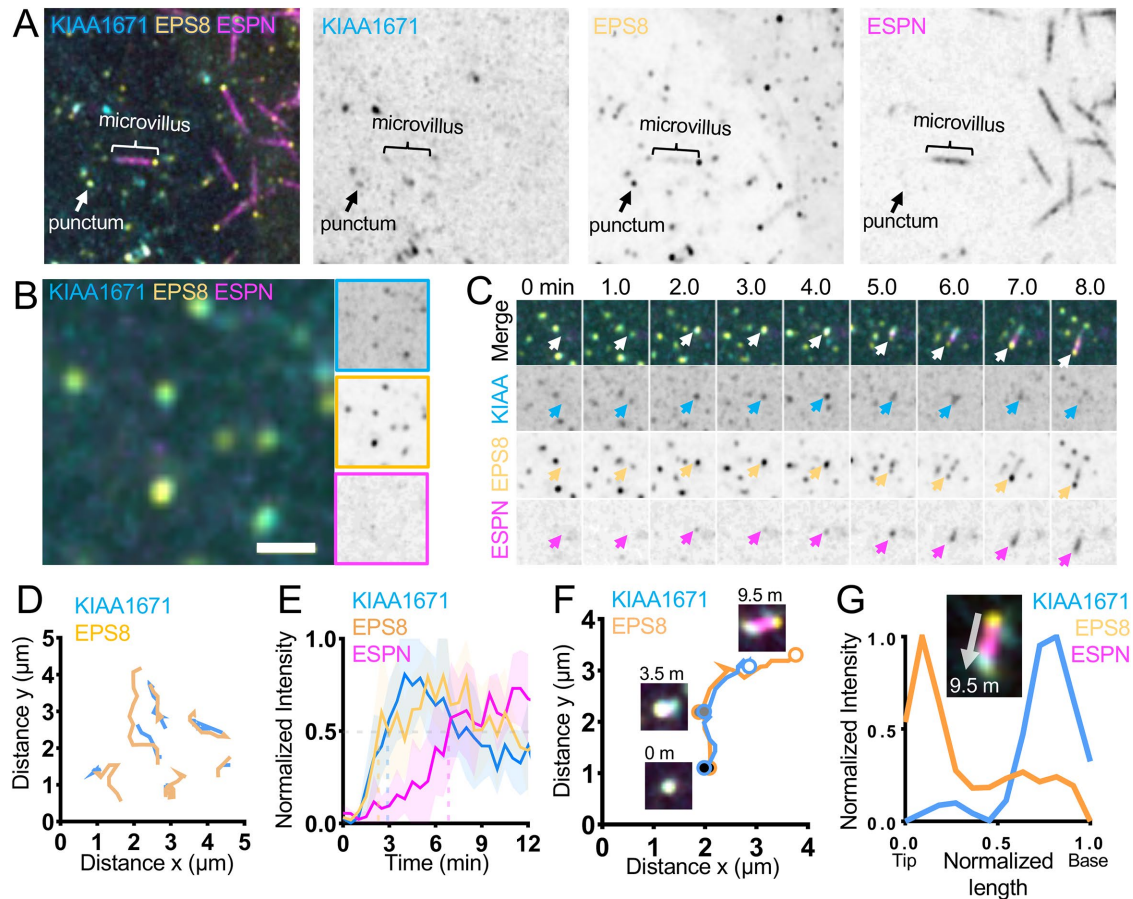 A
KIAA1671 EPS8 ESPN
microvillus
punctum
KIAA1671
microvillus
punctum
EPS8
microvillus
punctum
ESPN
microvillus
punctum
B
KIAA1671 EPS8 ESPN
C
0 min 1.0 2.0 3.0 4.0 5.0 6.0 7.0 8.0
Merge
KIAA
EPS8
ESPN
D
KIAA1671
EPS8
Distance y (µm)
5
4
3
2
1
0
0 1 2 3 4 5
Distance x (µm)
E
KIAA1671
EPS8
ESPN
Normalized Intensity
1.0
0.5
0.0
0 3 6 9 12
Time (min)
F
KIAA1671
EPS8
9.5 m
3.5 m
0 m
Distance y (µm)
4
3
2
1
0
0 1 2 3 4
Distance x (µm)
G
KIAA1671
EPS8
ESPN
9.5 m
Normalized Intensity
1.0
0.5
0.0
0.0 0.5 1.0
Tip Normalized Base
length